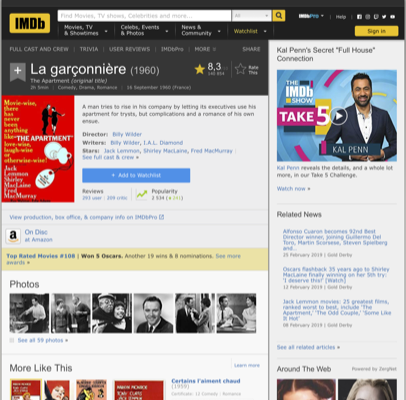 IMDb
Find Movies, TV shows, Celebrities and more...
All
IMDbPro
Help
Movies, TV & Showtimes
Celebs, Events & Photos
News & Community
Watchlist
Sign in
FULL CAST AND CREW | TRIVIA | USER REVIEWS | IMDbPro | MORE
SHARE
La garçonnière (1960)
The Apartment (original title)
2h 5min | Comedy, Drama, Romance | 16 September 1960 (France)
8,3
Rate This
Movie-wise, there has never been anything like "THE APARTMENT" love-wise, laugh-wise or otherwise-wise!
Jack Lemmon
Shirley MacLaine
Fred MacMurray
A man tries to rise in his company by letting its executives use his apartment for trysts, but complications and a romance of his own ensue.
Director: Billy Wilder
Writers: Billy Wilder, I.A.L. Diamond
Stars: Jack Lemmon, Shirley MacLaine, Fred MacMurray |
See full cast & crew »
+ Add to Watchlist
Reviews
293 user | 209 critic
Popularity
2 534
View production, box office, & company info on IMDbPro
On Disc
at Amazon
Top Rated Movies #108 | Won 5 Oscars. Another 19 wins & 8 nominations. See more awards »
Photos
See all 59 photos »
More Like This
Learn more
Certains l'aiment chaud
(1959)
Kal Penn's Secret "Full House" Connection
THE IMDb SHOW
TAKE 5
KAL PENN
Kal Penn reveals the details, and a whole lot more, in our Take 5 Challenge.
Watch now »
Related News
Alfonso Cuarón becomes 92nd Best Director winner, joining Guillermo Del Toro, Martin Scorsese, Steven Spielberg and...
25 February 2019 | Gold Derby
Oscars flashback 35 years ago to Shirley MacLaine finally winning on her 5th try: 'I deserve this' [Watch]
12 February 2019 | Gold Derby
Jack Lemmon movies: 25 greatest films, ranked worst to best, include 'The Apartment,' 'The Odd Couple,' 'Some Like It Hot'
08 February 2019 | Gold Derby
See all related articles »
Around The Web | Powered by ZergNet